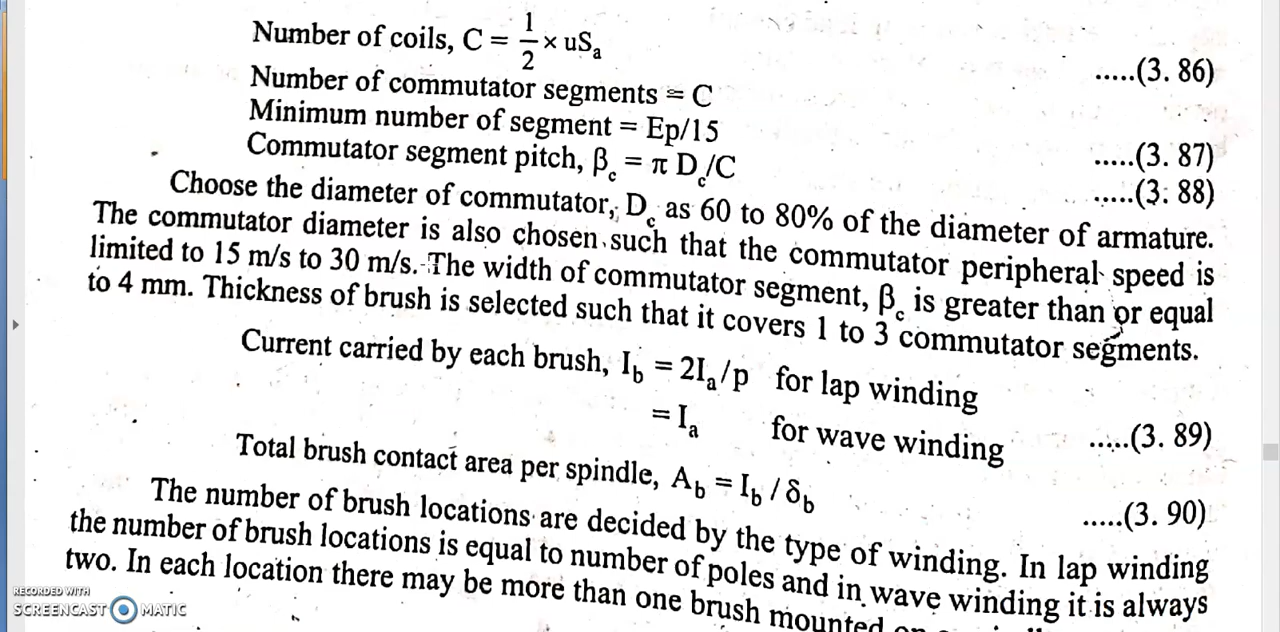 Number of coils, C = 1/2 × uSₐ .....(3. 86)
Number of commutator segments = C
Minimum number of segment = Ep/15 .....(3. 87)
Commutator segment pitch, β_c = π D_c/C .....(3. 88)
Choose the diameter of commutator, D_c as 60 to 80% of the diameter of armature.
The commutator diameter is also chosen such that the commutator peripheral speed is
limited to 15 m/s to 30 m/s. The width of commutator segment, β_c is greater than or equal
to 4 mm. Thickness of brush is selected such that it covers 1 to 3 commutator segments.
Current carried by each brush, I_b = 2Iₐ/p for lap winding
= Iₐ for wave winding .....(3. 89)
Total brush contact area per spindle, A_b = I_b / δ_b .....(3. 90)
The number of brush locations are decided by the type of winding. In lap winding
the number of brush locations is equal to number of poles and in wave winding it is always
two. In each location there may be more than one brush mounted on
RECORDED WITH
SCREENCAST O MATIC